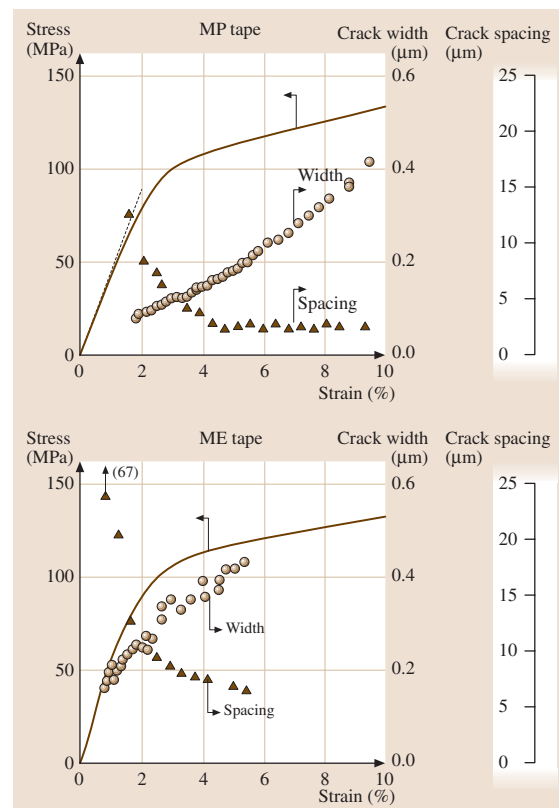 Stress (MPa)
MP tape
Crack width (μm)
Crack spacing (μm)
150
100
50
0
0.6
0.4
0.2
0.0
25
20
15
10
5
0
Width
Spacing
0 2 4 6 8 10
Strain (%)
Stress (MPa)
ME tape
Crack width (μm)
Crack spacing (μm)
(67)
150
100
50
0
0.6
0.4
0.2
0.0
25
20
15
10
5
0
Width
Spacing
0 2 4 6 8 10
Strain (%)